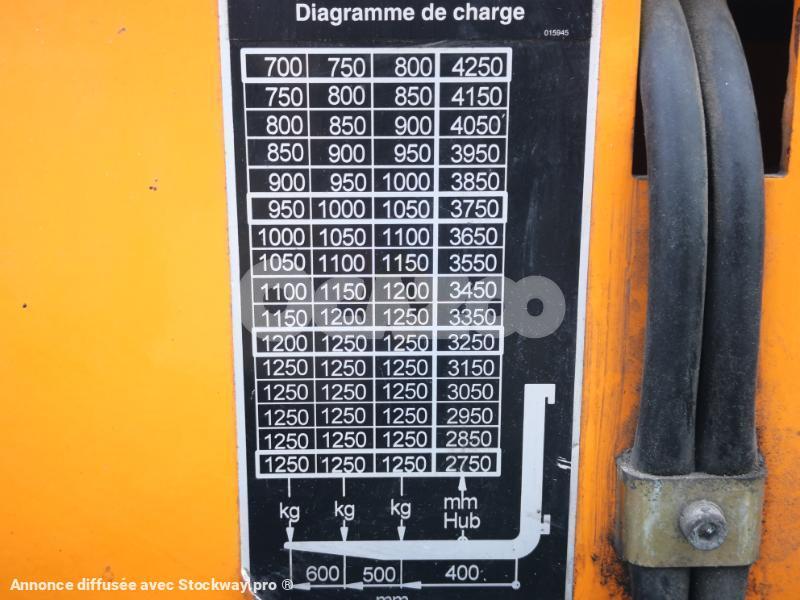 Diagramme de charge
015945
700 750 800 4250
750 800 850 4150
800 850 900 4050
850 900 950 3950
900 950 1000 3850
950 1000 1050 3750
1000 1050 1100 3650
1050 1100 1150 3550
1100 1150 1200 3450
1150 1200 1250 3350
1200 1250 1250 3250
1250 1250 1250 3150
1250 1250 1250 3050
1250 1250 1250 2950
1250 1250 1250 2850
1250 1250 1250 2750
kg kg kg mm
Hub
600 500 400
mm
Annonce diffusée avec Stockway.pro ®